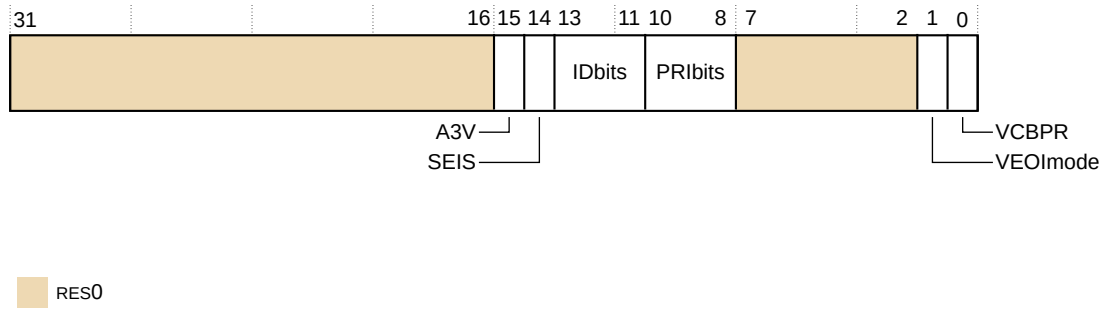 31 16 15 14 13 11 10 8 7 2 1 0
IDbits PRIbits
A3V VCBPR
SEIS VEOImode
RES0